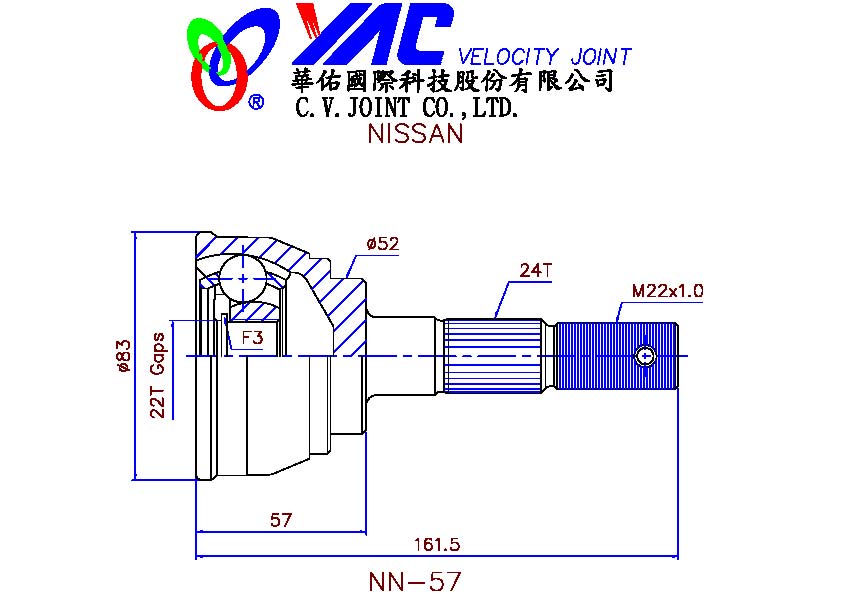 YAC VELOCITY JOINT
®
華佑國際科技股份有限公司
C.V.JOINT CO.,LTD.
NISSAN
ø52
24T
M22x1.0
F3
ø83
22T Gaps
57
161.5
NN-57